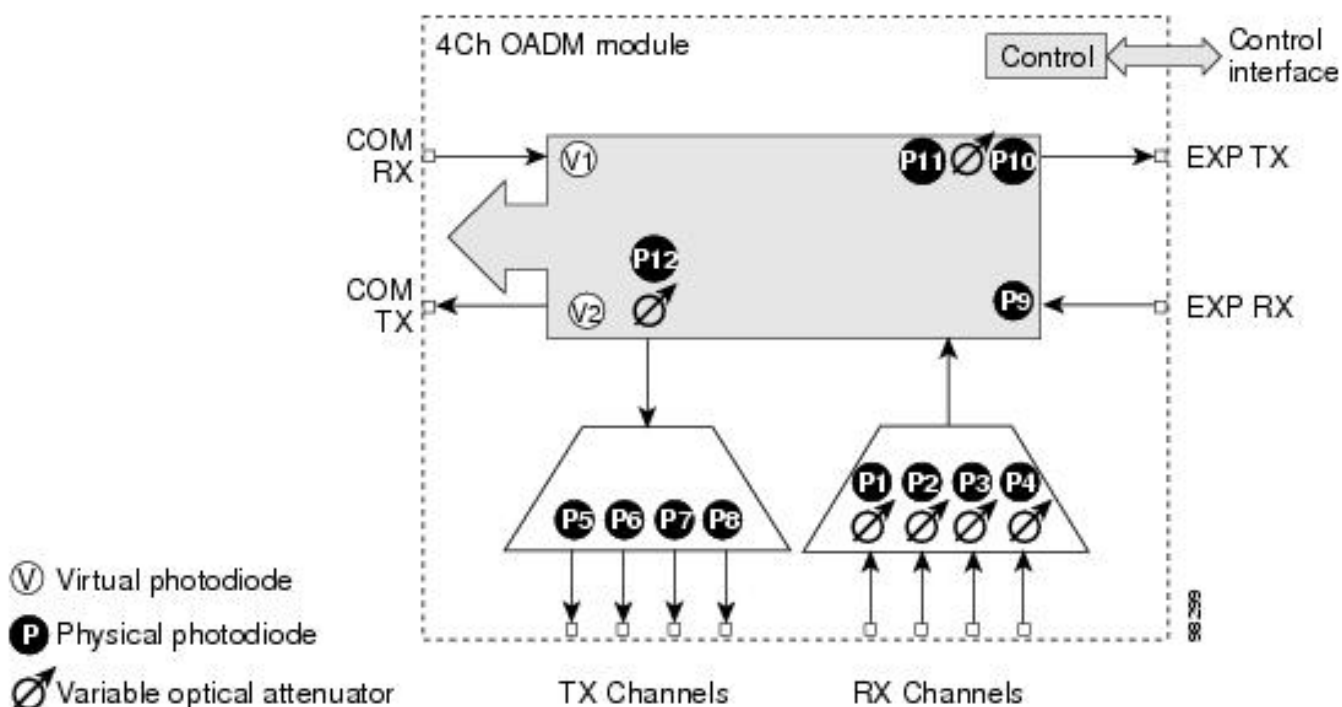 4Ch OADM module
Control
Control
interface
COM
RX
V1
P11
P10
EXP TX
P12
COM
TX
V2
P9
EXP RX
P1 P2 P3 P4
P5 P6 P7 P8
V Virtual photodiode
P Physical photodiode
Variable optical attenuator
TX Channels
RX Channels
98299